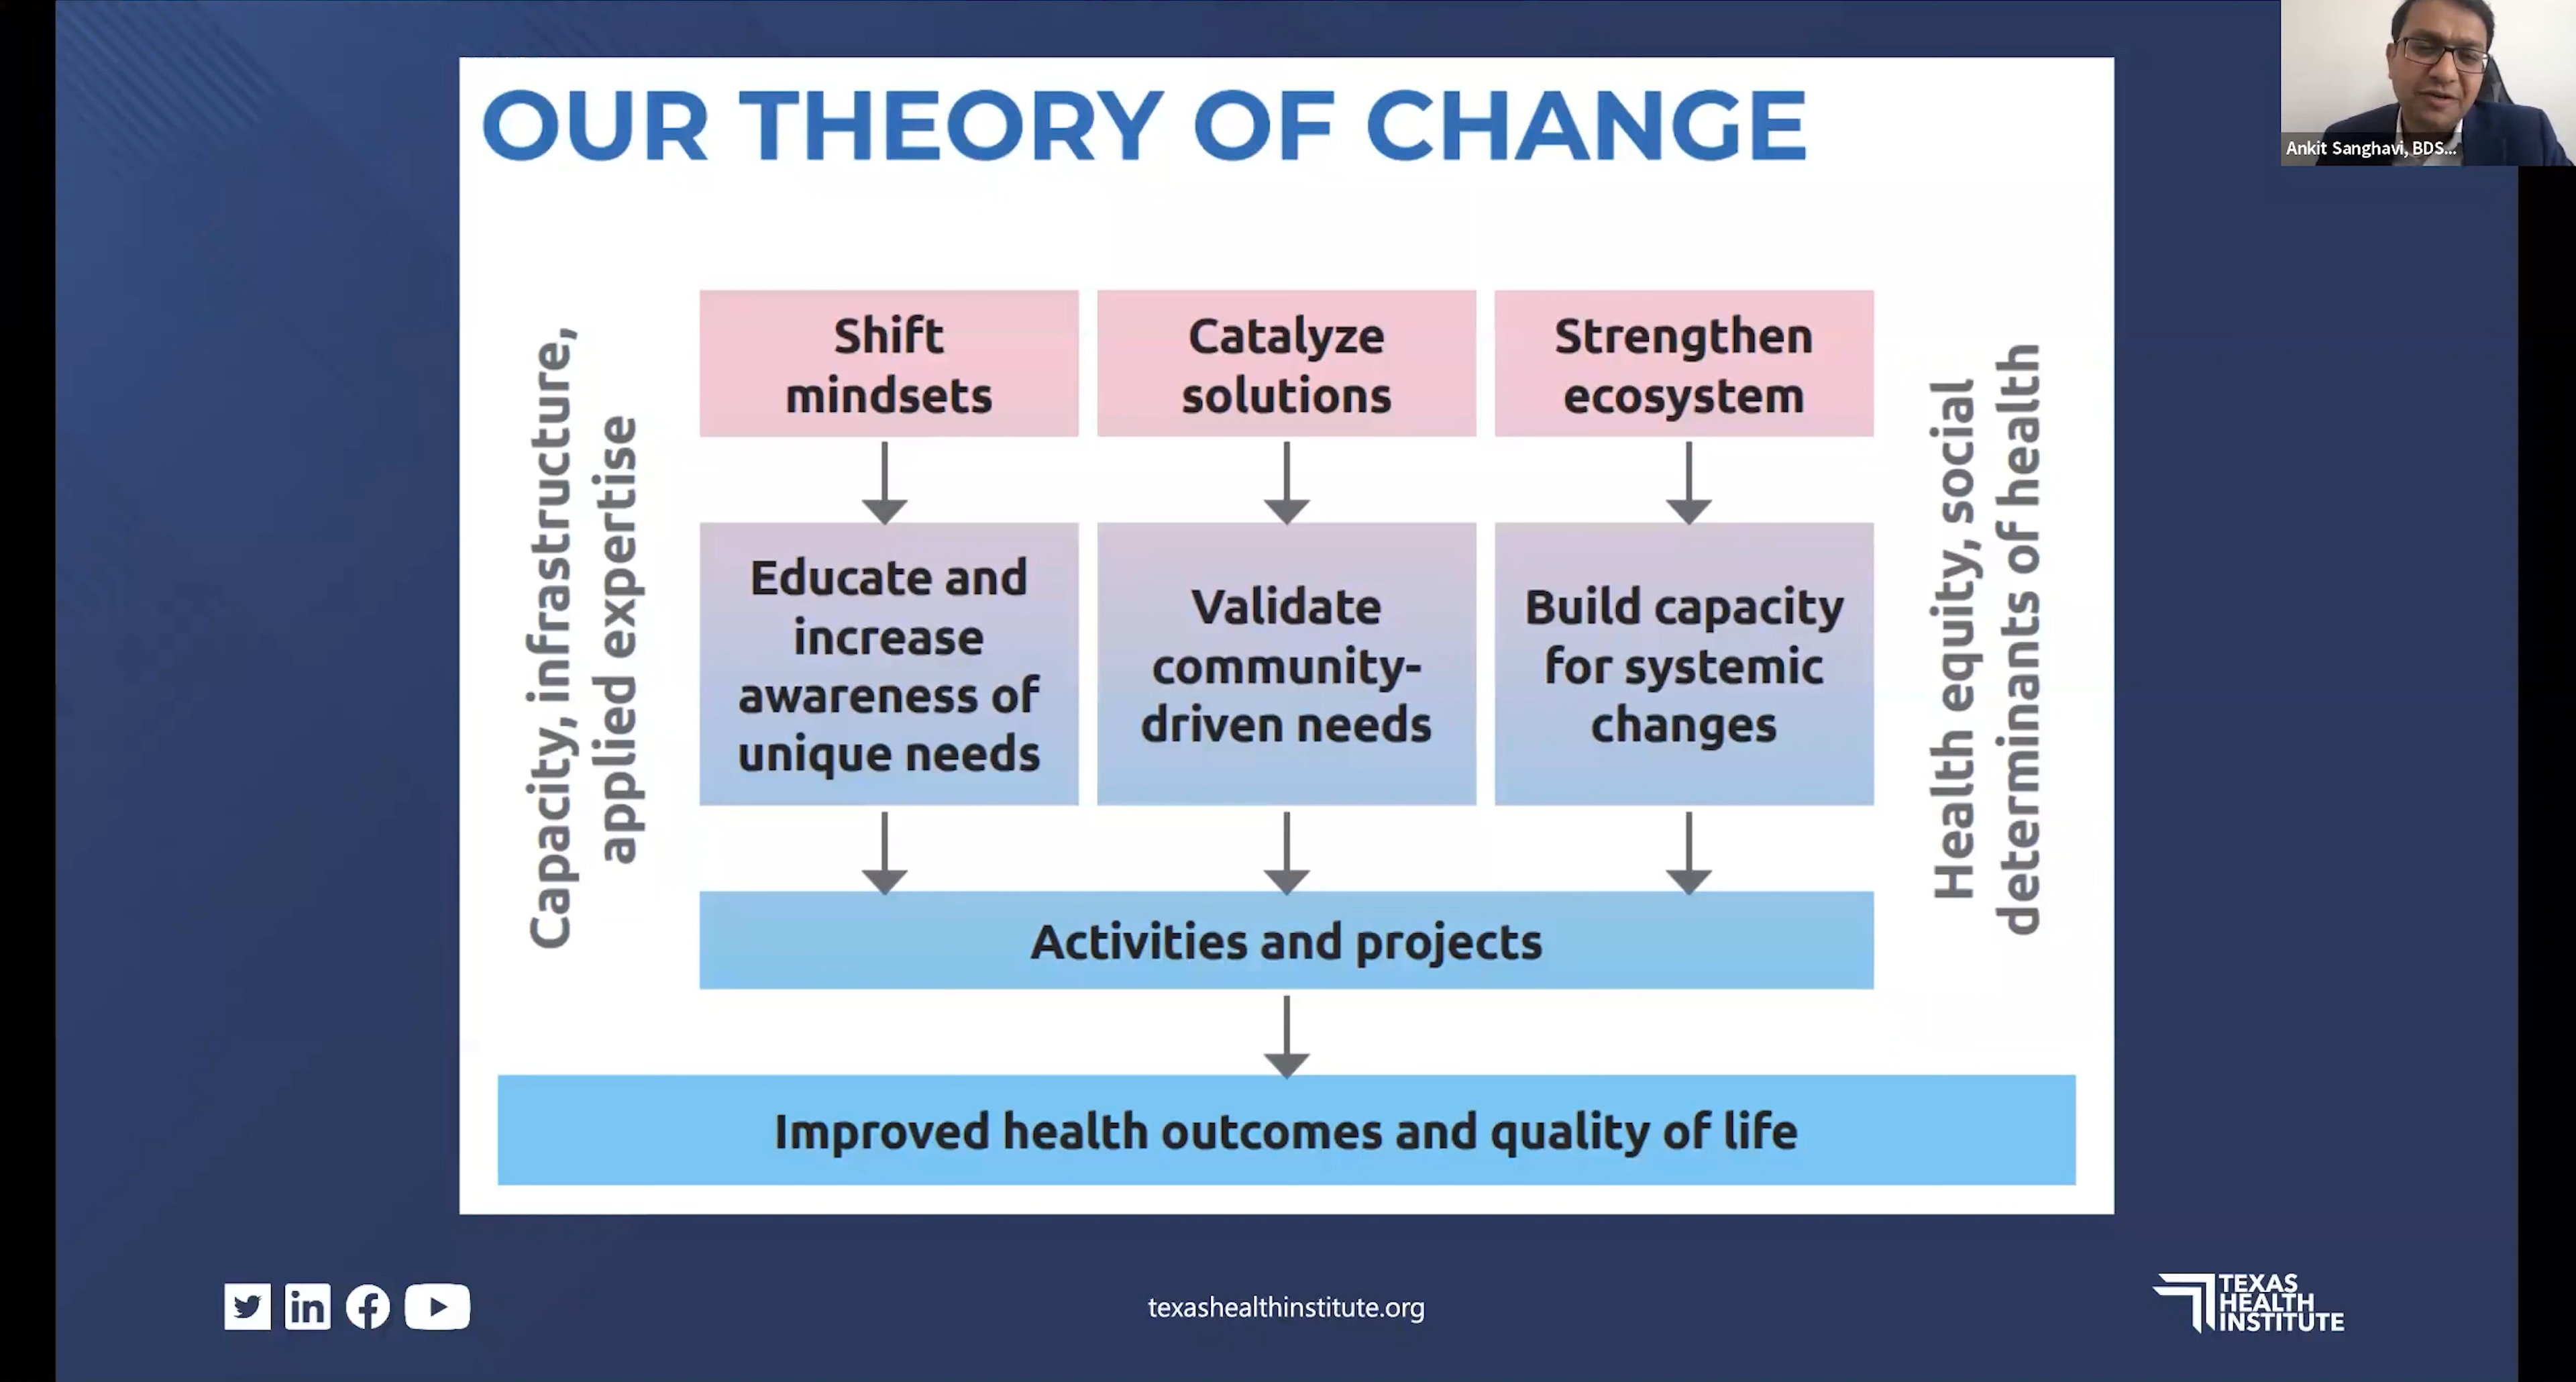 OUR THEORY OF CHANGE
Ankit Sanghavi, BDS...
Capacity, infrastructure,
applied expertise
Shift
mindsets
Catalyze
solutions
Strengthen
ecosystem
Educate and
increase
awareness of
unique needs
Validate
community-
driven needs
Build capacity
for systemic
changes
Health equity, social
determinants of health
Activities and projects
Improved health outcomes and quality of life
in
texashealthinstitute.org
TEXAS
HEALTH
INSTITUTE